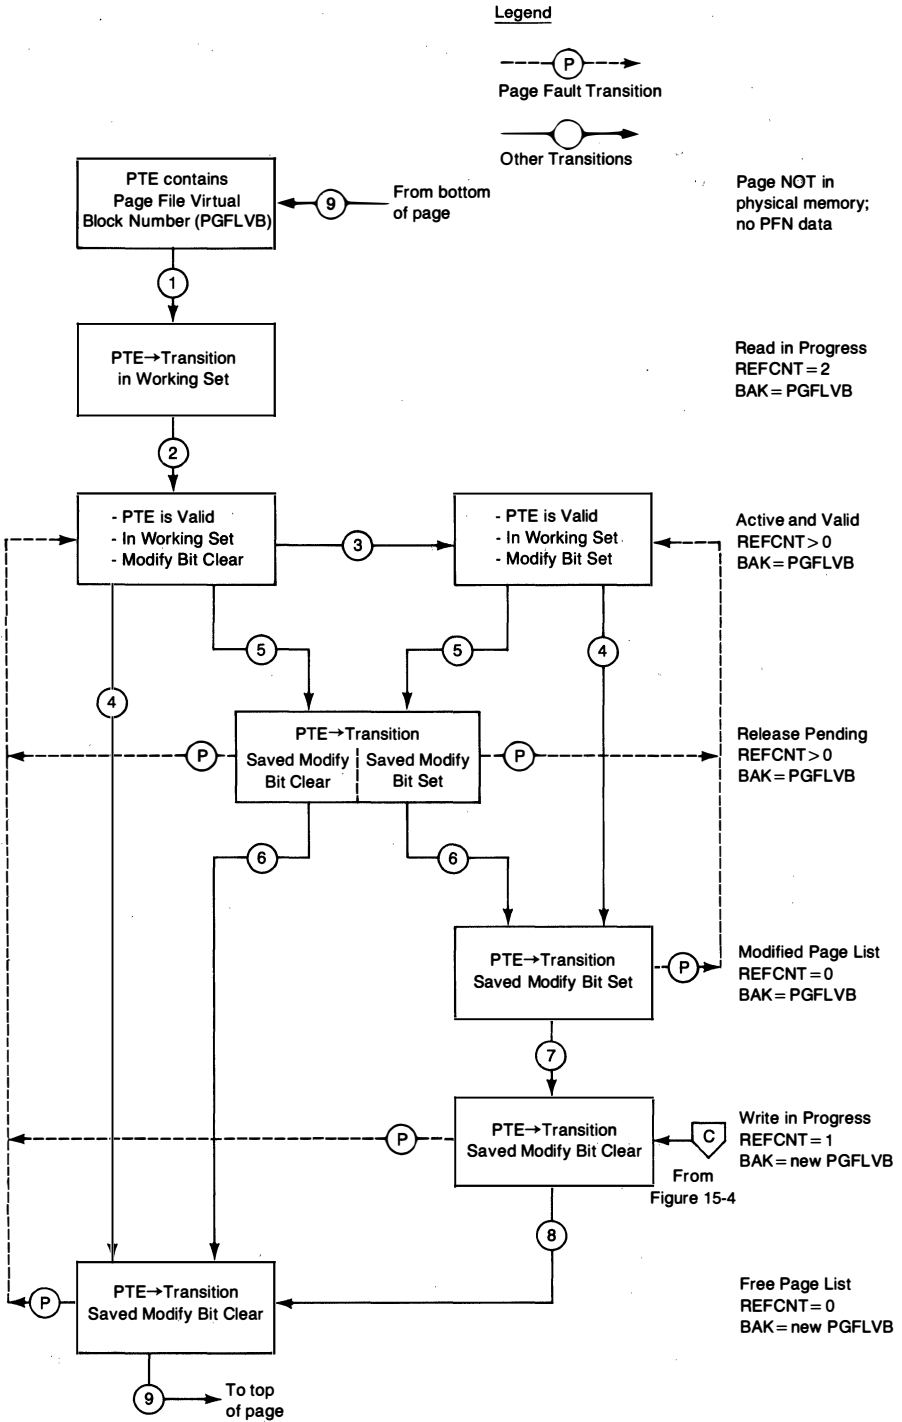 Legend
P
Page Fault Transition
Other Transitions
PTE contains
Page File Virtual
Block Number (PGFLVB)
9
From bottom
of page
Page NOT in
physical memory;
no PFN data
1
PTE→Transition
in Working Set
Read in Progress
REFCNT = 2
BAK = PGFLVB
2
- PTE is Valid
- In Working Set
- Modify Bit Clear
3
- PTE is Valid
- In Working Set
- Modify Bit Set
Active and Valid
REFCNT > 0
BAK = PGFLVB
5
5
4
4
PTE→Transition
Saved Modify
Bit Clear
Saved Modify
Bit Set
P
P
Release Pending
REFCNT > 0
BAK = PGFLVB
6
6
PTE→Transition
Saved Modify Bit Set
P
Modified Page List
REFCNT = 0
BAK = PGFLVB
7
P
PTE→Transition
Saved Modify Bit Clear
C
From
Figure 15-4
Write in Progress
REFCNT = 1
BAK = new PGFLVB
8
P
PTE→Transition
Saved Modify Bit Clear
Free Page List
REFCNT = 0
BAK = new PGFLVB
9
To top
of page